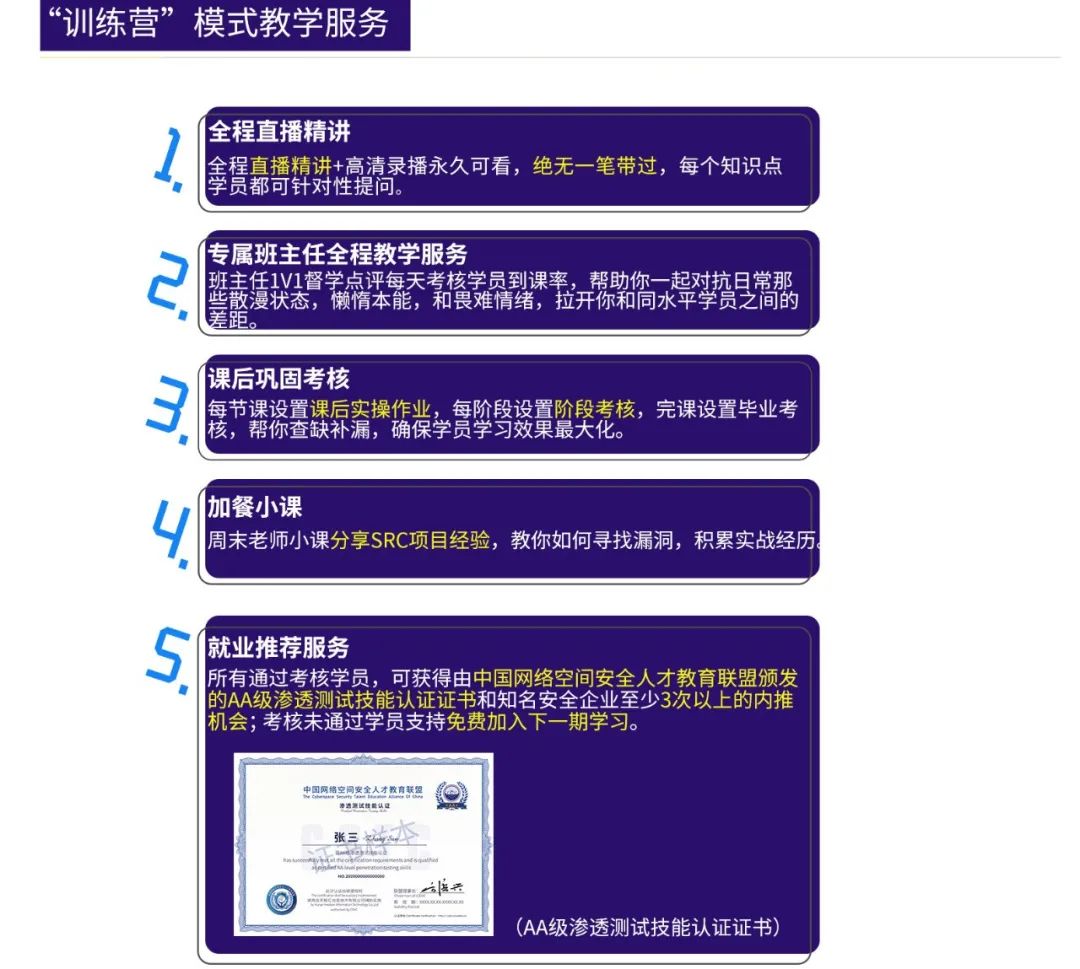 “训练营”模式教学服务
1.
全程直播精讲
全程直播精讲+高清录播永久可看，绝无一笔带过，每个知识点
学员都可针对性提问。
2.
专属班主任全程教学服务
班主任1V1督学点评每天考核学员到课率，帮助你一起对抗日常那
些散漫状态，懒惰本能，和畏难情绪，拉开你和同水平学员之间的
差距。
3.
课后巩固考核
每节课设置课后实操作业，每阶段设置阶段考核，完课设置毕业考
核，帮你查缺补漏，确保学员学习效果最大化。
4.
加餐小课
周末老师小课分享SRC项目经验，教你如何寻找漏洞，积累实战经历。
5.
就业推荐服务
所有通过考核学员，可获得由中国网络空间安全人才教育联盟颁发
的AA级渗透测试技能认证证书和知名安全企业至少3次以上的内推
机会；考核未通过学员支持免费加入下一期学习。
中国网络空间安全人才教育联盟
The Cyberspace Security Talent Education Alliance Of China
渗透测试技能认证
张三 Zhang San
证书样本
has successfully met all the certification requirements and is qualified
（AA级渗透测试技能认证证书）